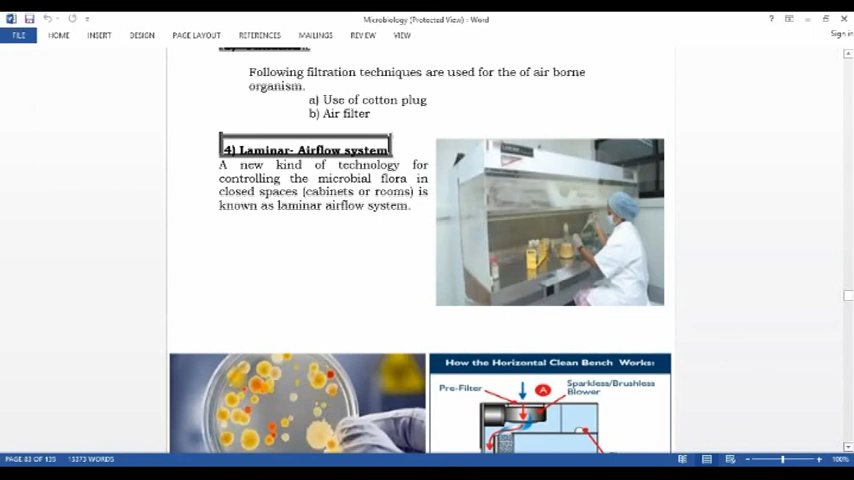 Microbiology (Protected View) - Word
Sign in
FILE HOME INSERT DESIGN PAGE LAYOUT REFERENCES MAILINGS REVIEW VIEW
Following filtration techniques are used for the of air borne
organism.
a) Use of cotton plug
b) Air filter
4) Laminar- Airflow system
A new kind of technology for
controlling the microbial flora in
closed spaces (cabinets or rooms) is
known as laminar airflow system.
How the Horizontal Clean Bench Works:
Pre-Filter
A
Sparkless/Brushless
Blower
PAGE 83 OF 135 15373 WORDS
100%